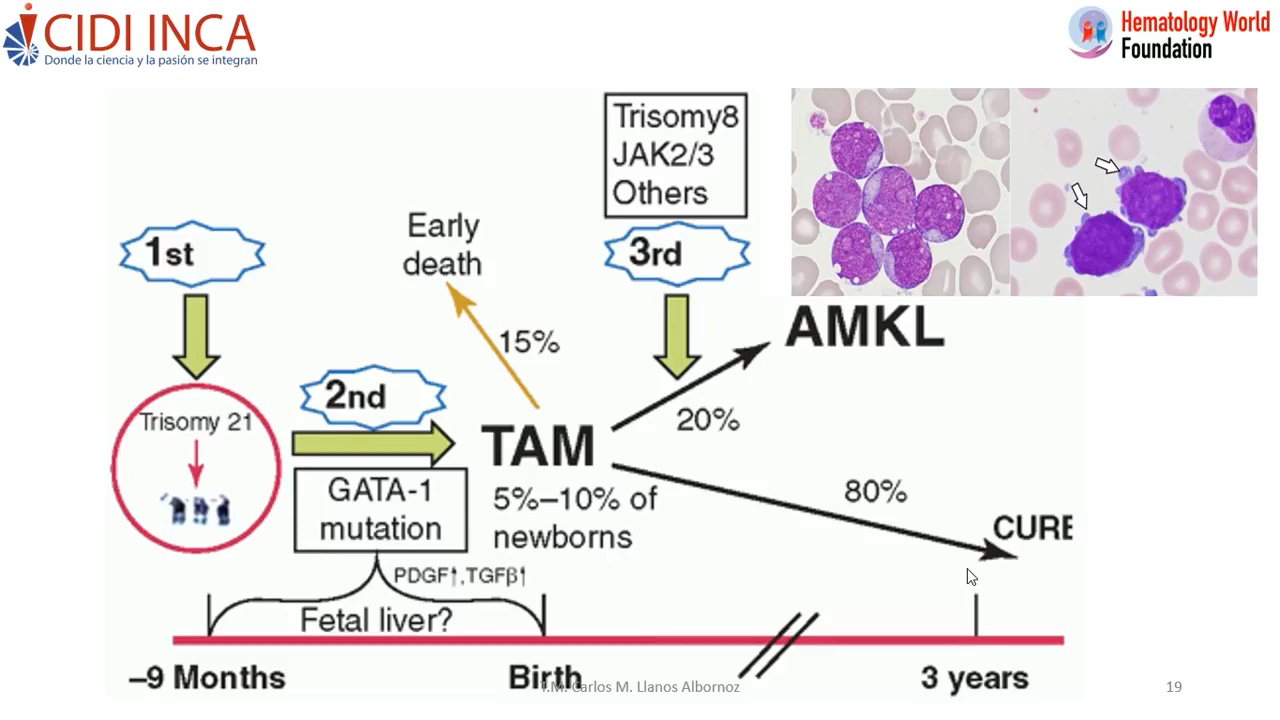 CIDI INCA
Donde la ciencia y la pasión se integran
Hematology World
Foundation
Trisomy8
JAK2/3
Others
1st
Early
death
3rd
15%
AMKL
2nd
20%
Trisomy 21
TAM
GATA-1
mutation
5%–10% of
newborns
80%
CURE
PDGF↑,TGFβ↑
Fetal liver?
–9 Months
Birth
3 years
T.M. Carlos M. Llanos Albornoz
19